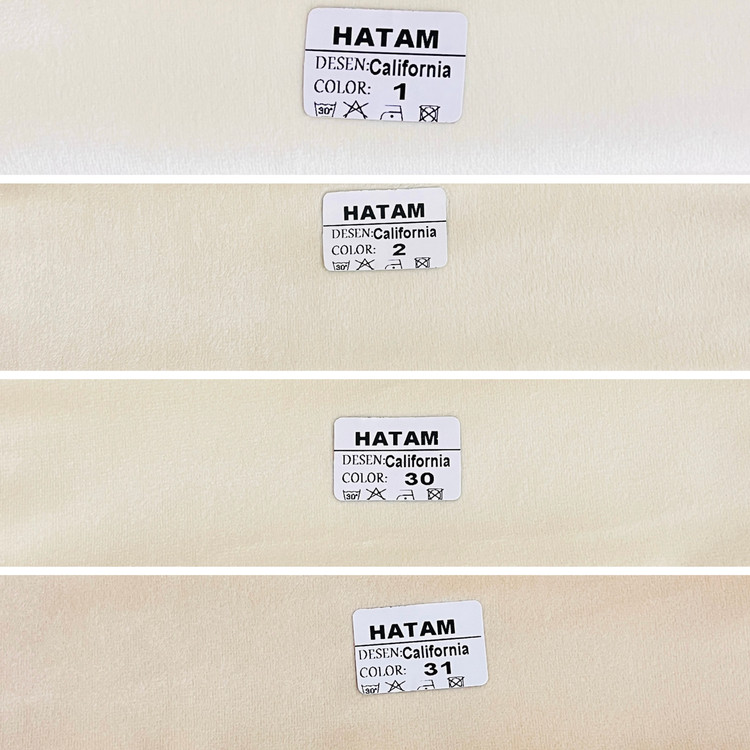 HATAM
DESEN:California
COLOR: 1
30°
HATAM
DESEN:California
COLOR: 2
30°
HATAM
DESEN:California
COLOR: 30
30°
HATAM
DESEN:California
COLOR: 31
30°